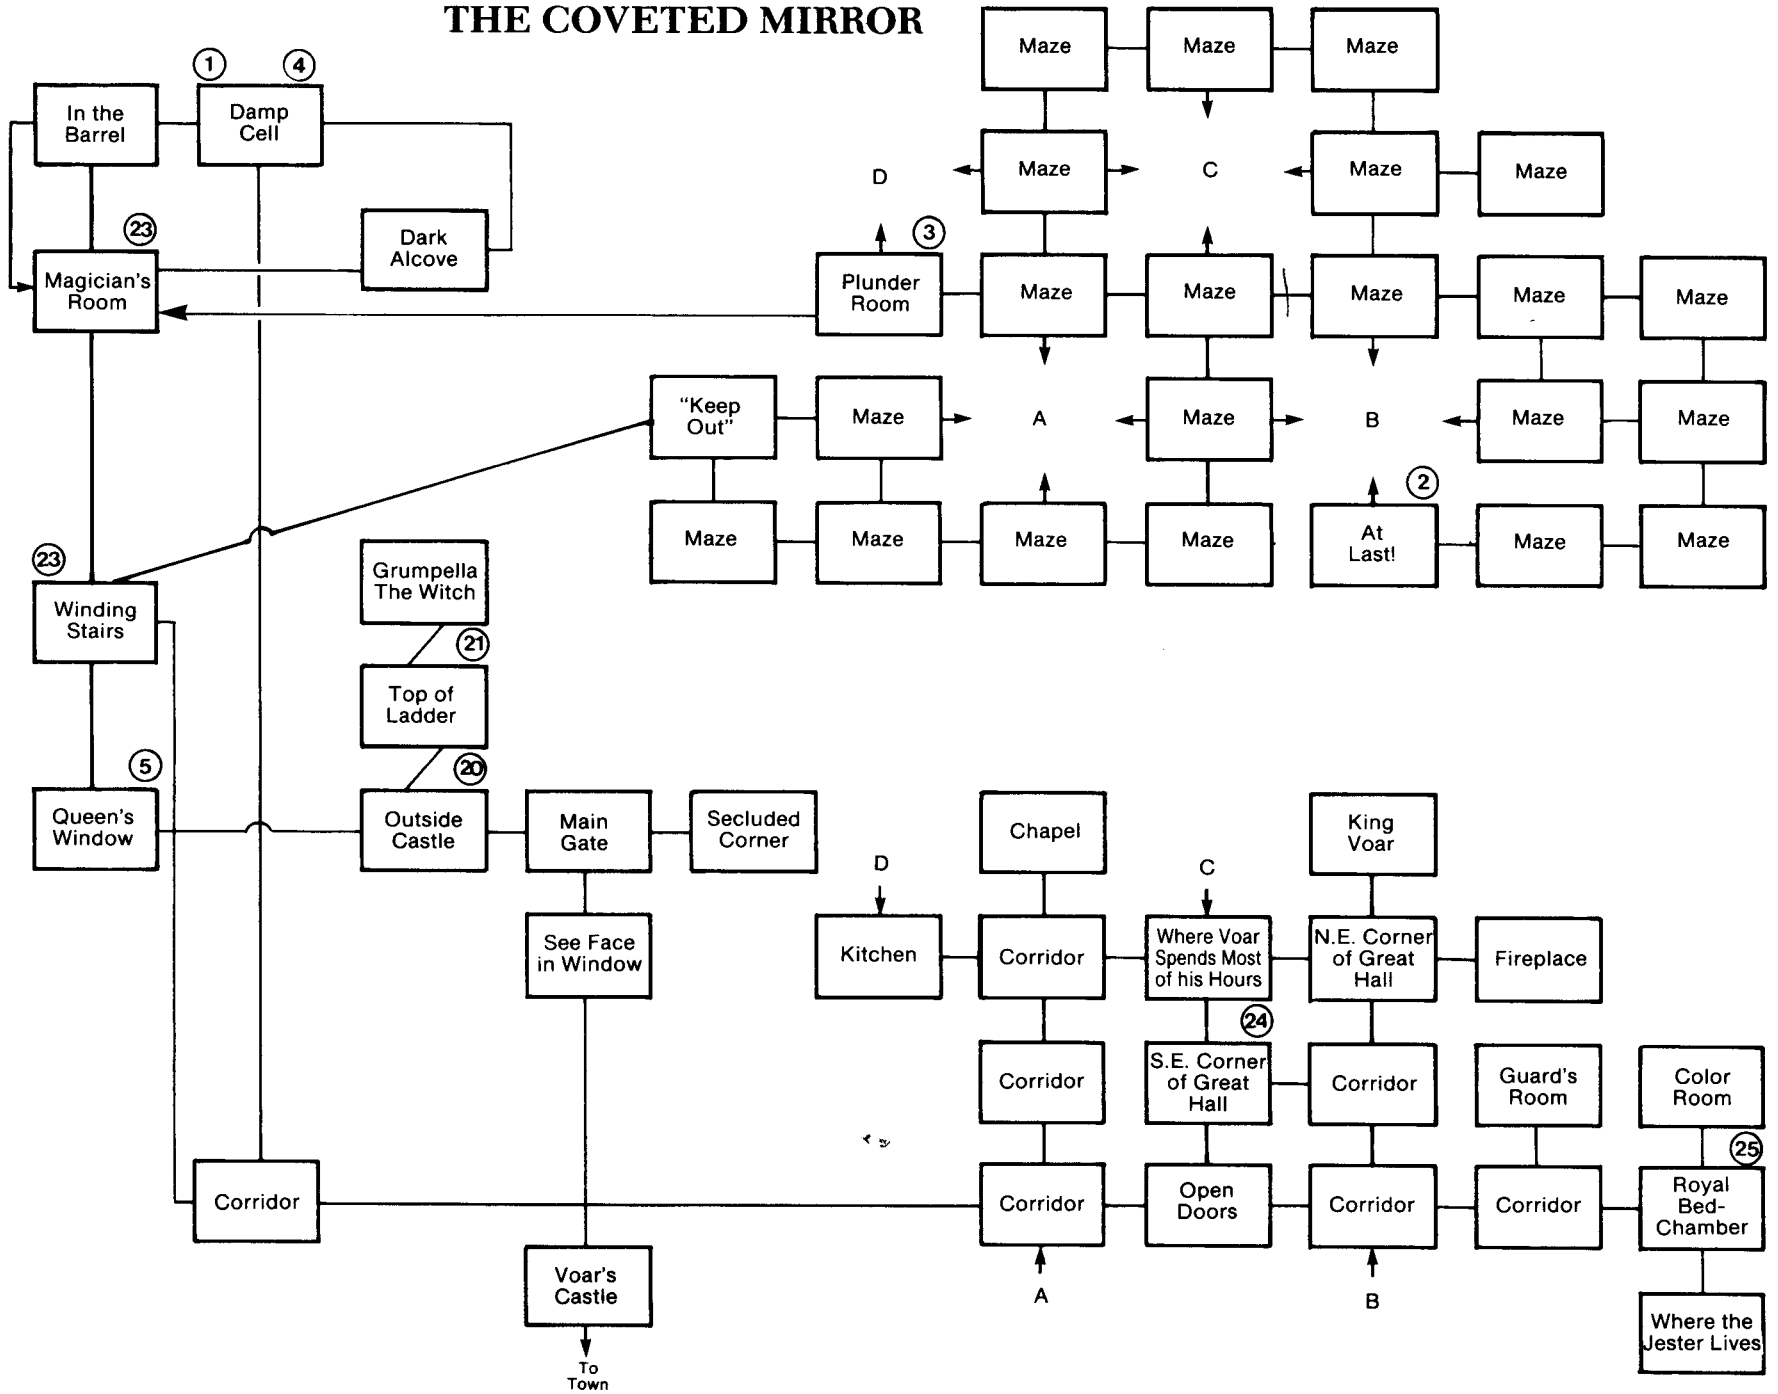 THE COVETED MIRROR
Maze
Maze
Maze
1
4
In the
Barrel
Damp
Cell
D
Maze
C
Maze
Maze
23
Dark
Alcove
3
Magician's
Room
Plunder
Room
Maze
Maze
Maze
Maze
Maze
"Keep
Out"
Maze
A
Maze
B
Maze
Maze
2
Maze
Maze
Maze
Maze
At
Last!
Maze
Maze
23
Winding
Stairs
Grumpella
The Witch
21
Top of
Ladder
5
20
Queen's
Window
Outside
Castle
Main
Gate
Secluded
Corner
Chapel
King
Voar
D
C
See Face
in Window
Kitchen
Corridor
Where Voar
Spends Most
of his Hours
N.E. Corner
of Great
Hall
Fireplace
24
Corridor
S.E. Corner
of Great
Hall
Corridor
Guard's
Room
Color
Room
25
Corridor
Corridor
Open
Doors
Corridor
Corridor
Royal
Bed-
Chamber
Voar's
Castle
A
B
Where the
Jester Lives
To
Town